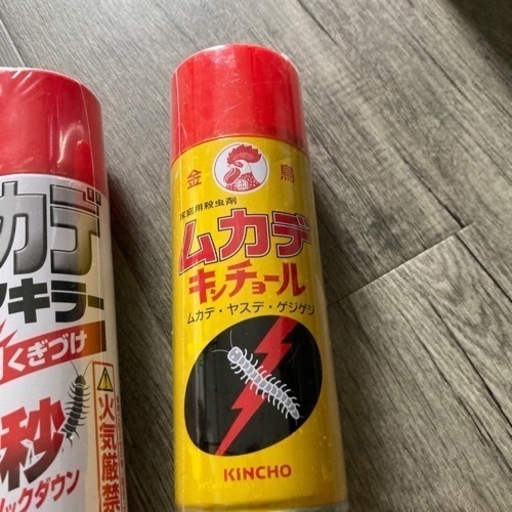 カデ
キラー
くぎづけ
秒
ックダウン
火気厳禁
金鳥
家庭用殺虫剤
ムカデ
キンチョール
ムカデ・ヤスデ・ゲジゲジ
KINCHO